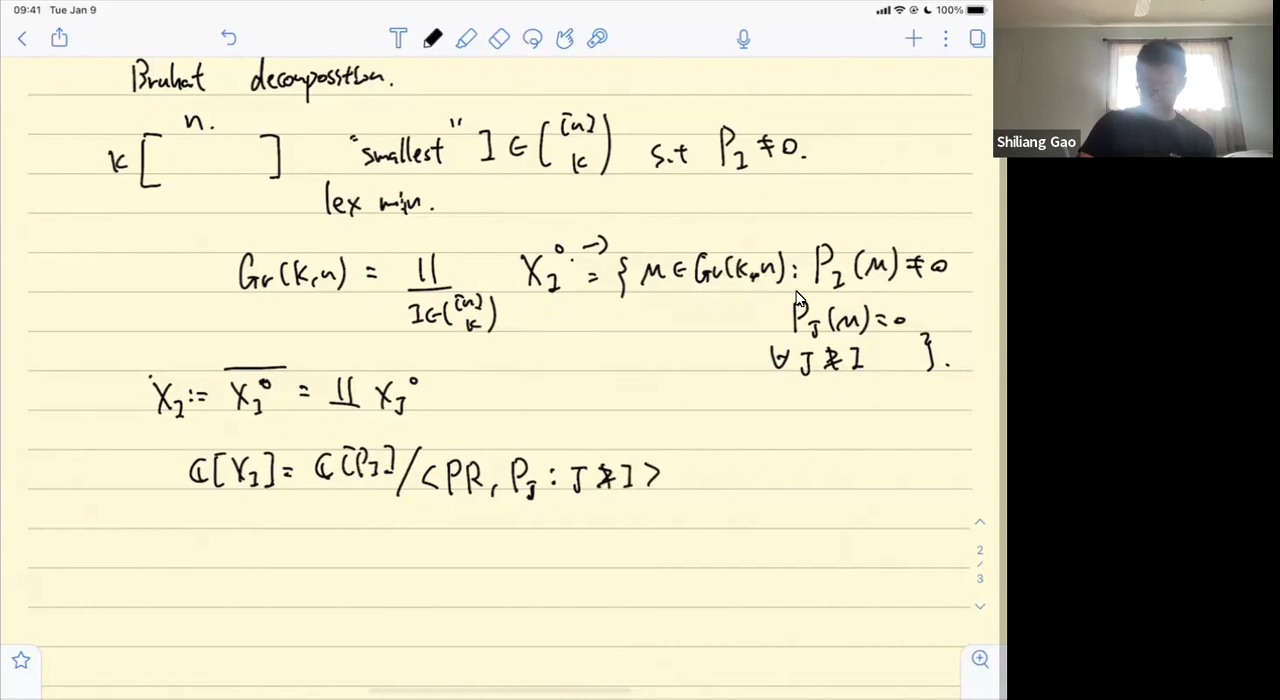 09:41 Tue Jan 9
100%
Bruhat decomposition.
n.
k [ ] "smallest" I ∈ ([n] k) s.t P_I ≠ 0.
lex min.
Gr(k,n) = ∐_{I∈([n] k)} X_I° → = { M ∈ Gr(k,n) : P_I(M) ≠ 0
P_J(M) = 0
∀ J ≱ I }.
X_I := \overline{X_I°} = ∐ X_J°
ℂ[X_I] = ℂ[P_I] / < PR, P_J : J ≱ I >
Shiliang Gao
2
/
3